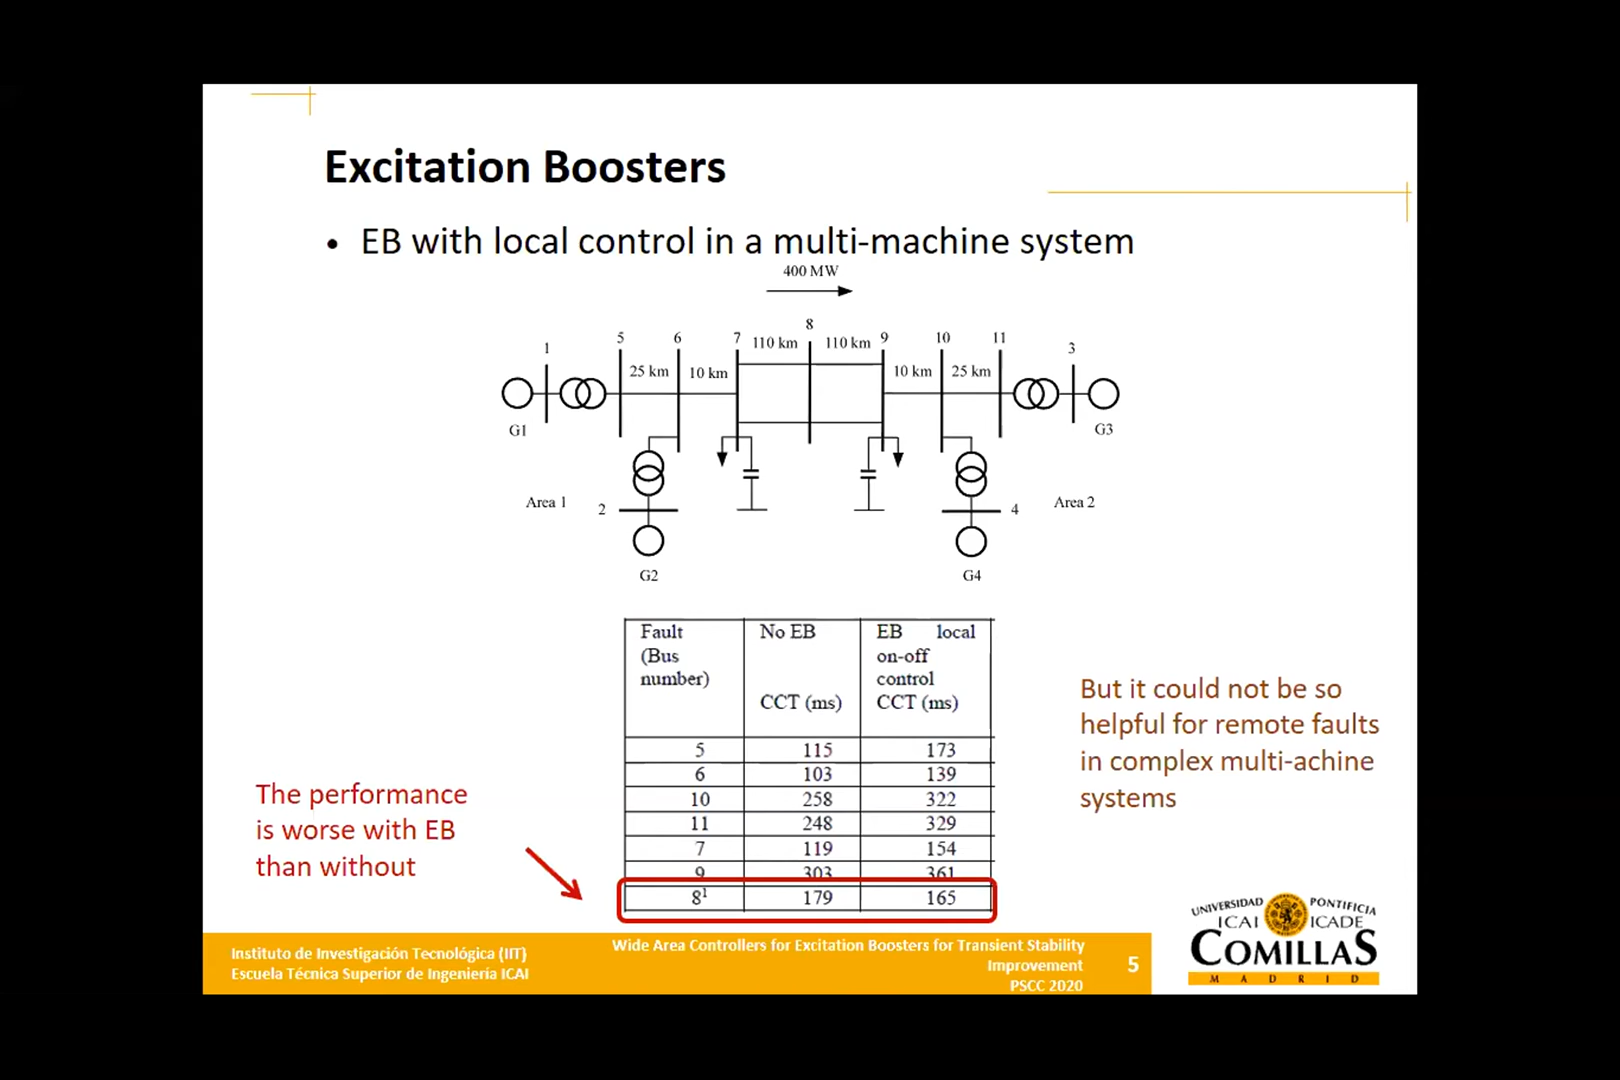 Excitation Boosters
• EB with local control in a multi-machine system
400 MW
8
5 6 7 110 km 110 km 9 10 11
1 3
25 km 10 km 10 km 25 km
G1 G3
Area 1 2 4 Area 2
G2 G4
Fault (Bus number) No EB CCT (ms) EB local on-off control CCT (ms)
5 115 173
6 103 139
10 258 322
11 248 329
7 119 154
9 303 361
8¹ 179 165
The performance
is worse with EB
than without
But it could not be so
helpful for remote faults
in complex multi-achine
systems
Instituto de Investigación Tecnológica (IIT)
Escuela Técnica Superior de Ingeniería ICAI
Wide Area Controllers for Excitation Boosters for Transient Stability
Improvement
PSCC 2020
5
UNIVERSIDAD PONTIFICIA
ICAI ICADE
COMILLAS
MADRID